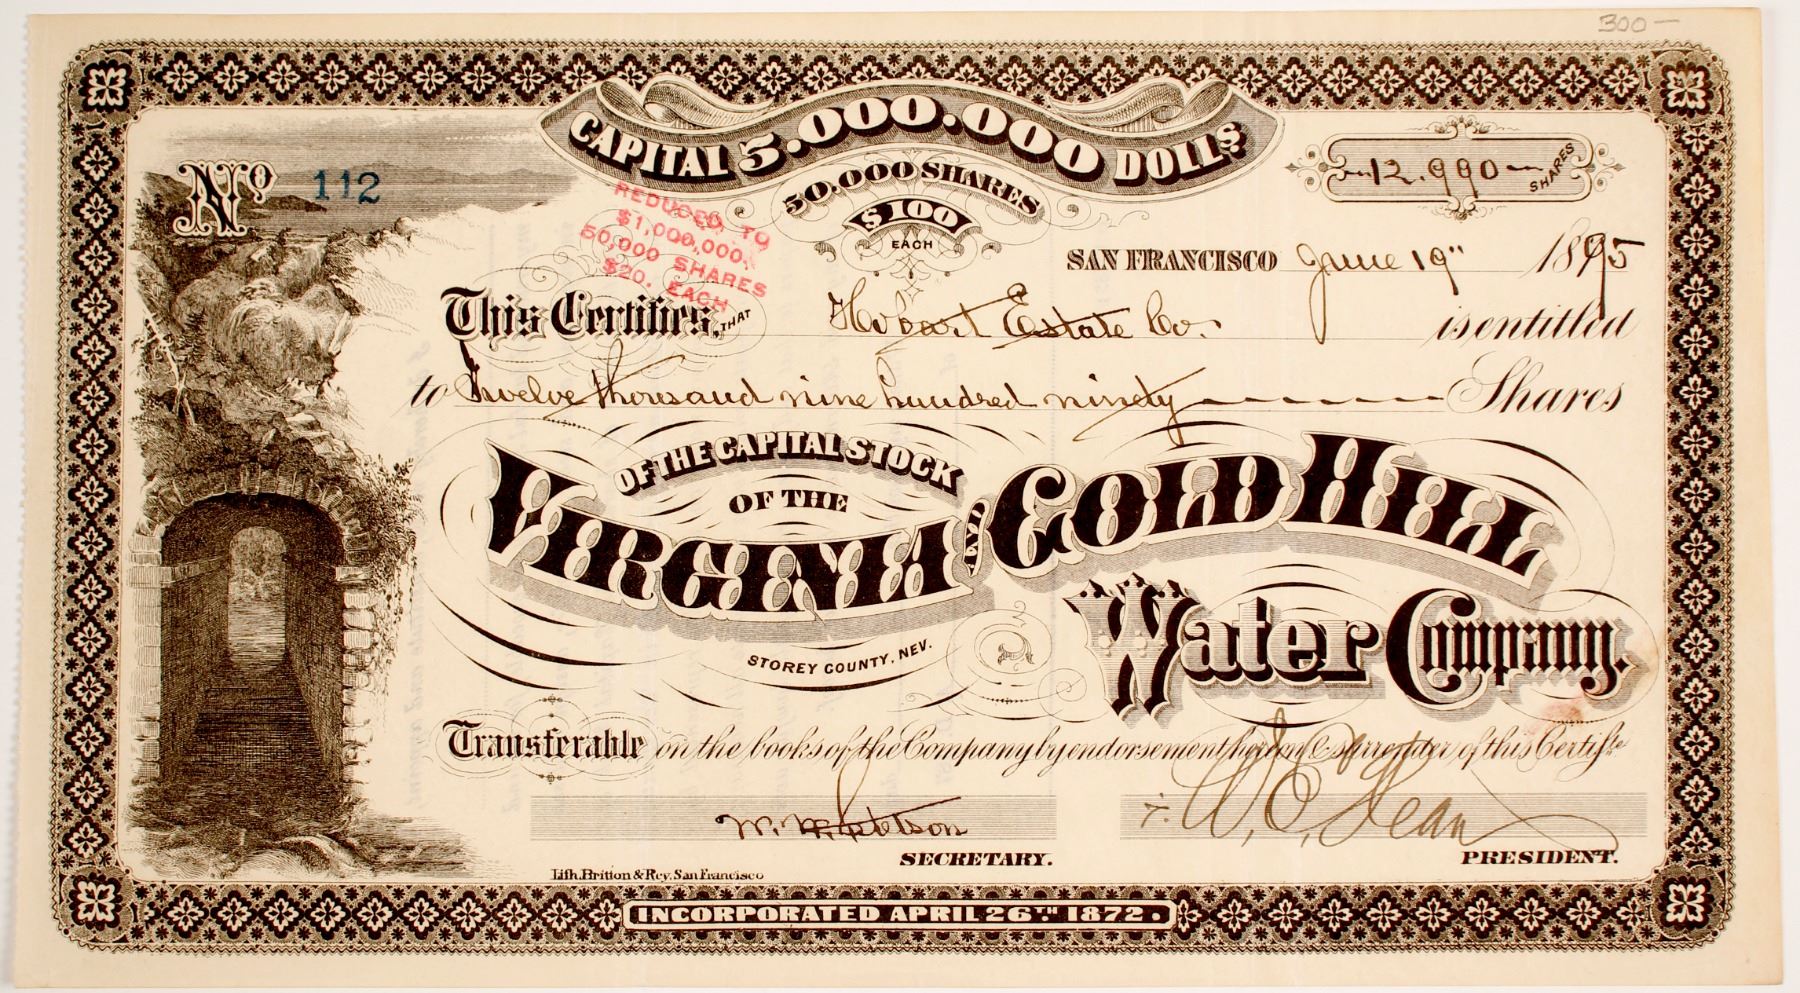 300—
CAPITAL 5.000.000 DOLLS.
50.000 SHARES
$100
EACH
No 112
12.990 SHARES
REDUCED TO
$1,000,000.
50,000 SHARES
$20. EACH
SAN FRANCISCO June 19" 1895
This Certifies, THAT Hobart Estate Co. is entitled
to Twelve thousand nine hundred ninety Shares
OF THE CAPITAL STOCK
OF THE
VIRGINIA AND GOLD HILL
Water Company.
STOREY COUNTY, NEV.
Transferable on the books of the Company by endorsement hereon & surrender of this Certifte
W. W. Stetson
SECRETARY.
PRESIDENT.
Lith. Britton & Rey. San Francisco
INCORPORATED APRIL 26TH 1872.